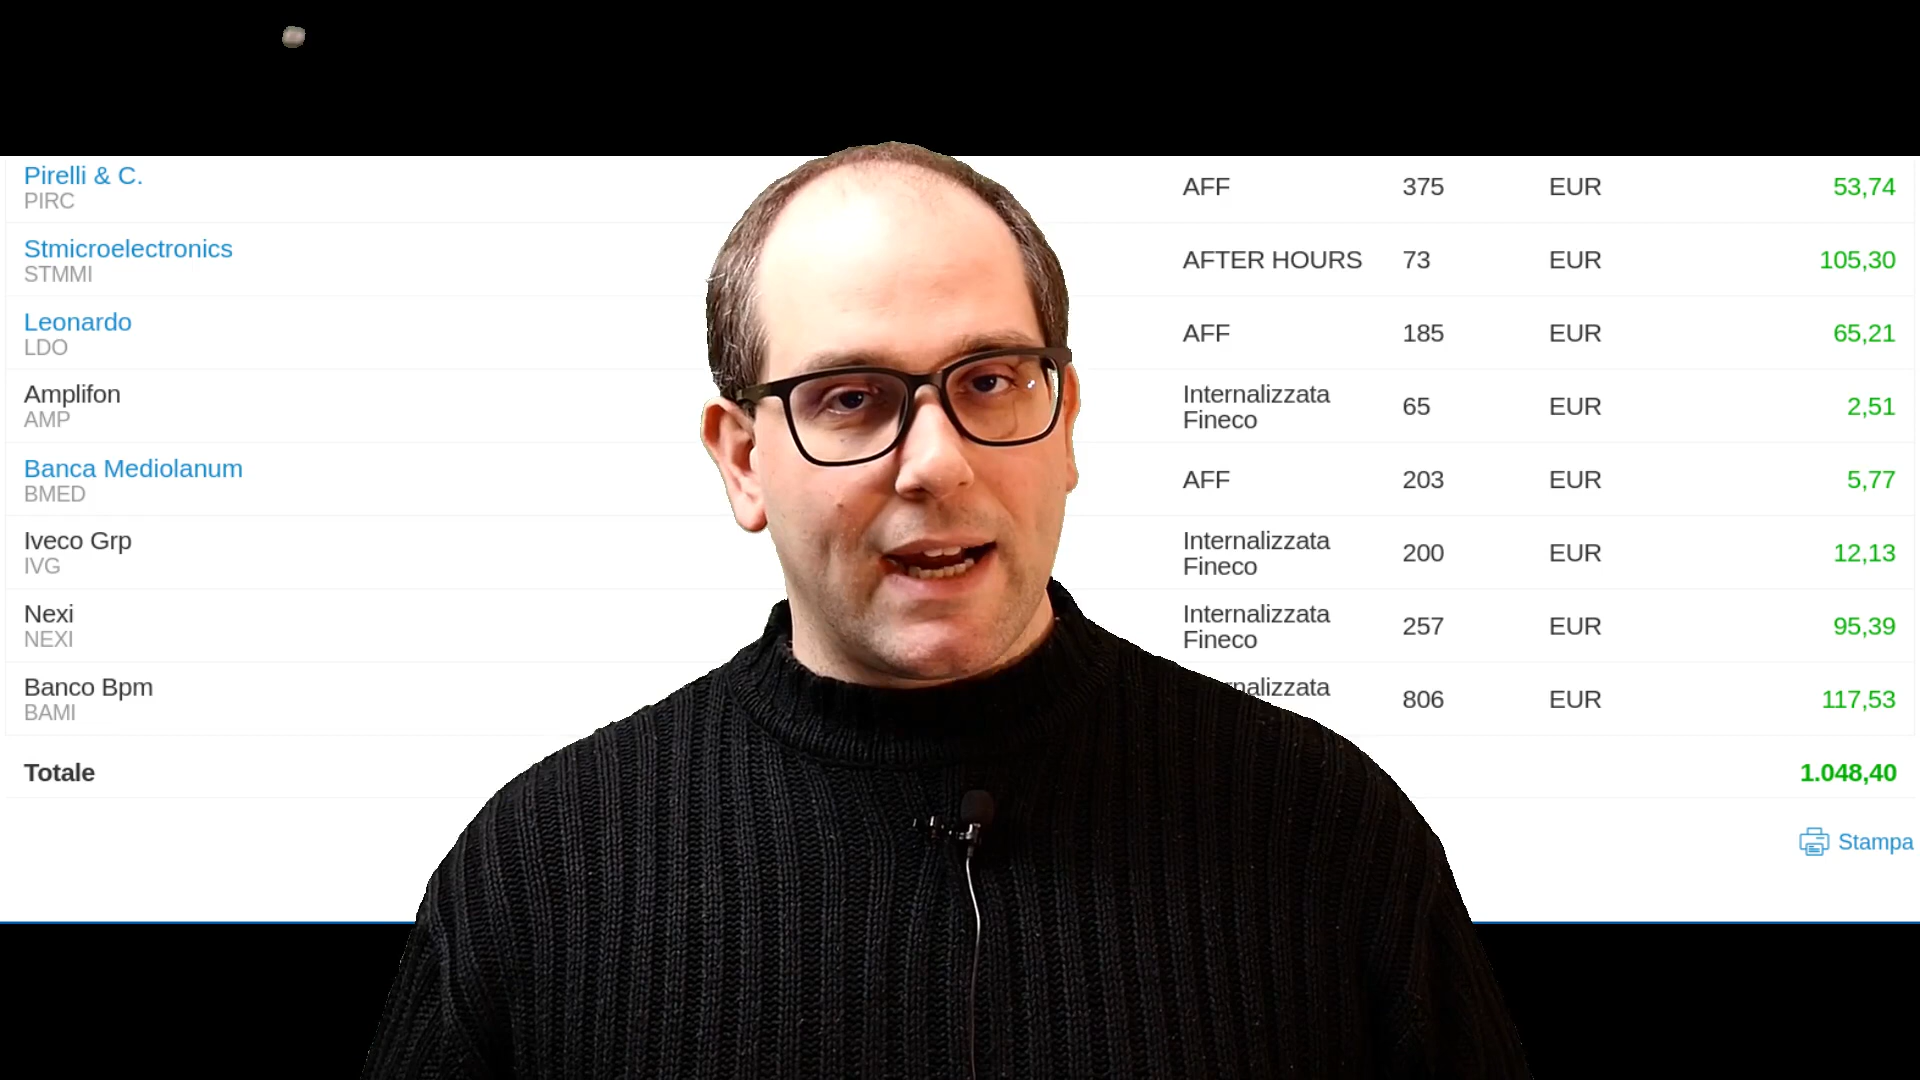 Pirelli & C. AFF 375 EUR 53,74
PIRC
Stmicroelectronics AFTER HOURS 73 EUR 105,30
STMMI
Leonardo AFF 185 EUR 65,21
LDO
Amplifon Internalizzata Fineco 65 EUR 2,51
AMP
Banca Mediolanum AFF 203 EUR 5,77
BMED
Iveco Grp Internalizzata Fineco 200 EUR 12,13
IVG
Nexi Internalizzata Fineco 257 EUR 95,39
NEXI
Banco Bpm 806 EUR 117,53
BAMI
Totale 1.048,40
Stampa